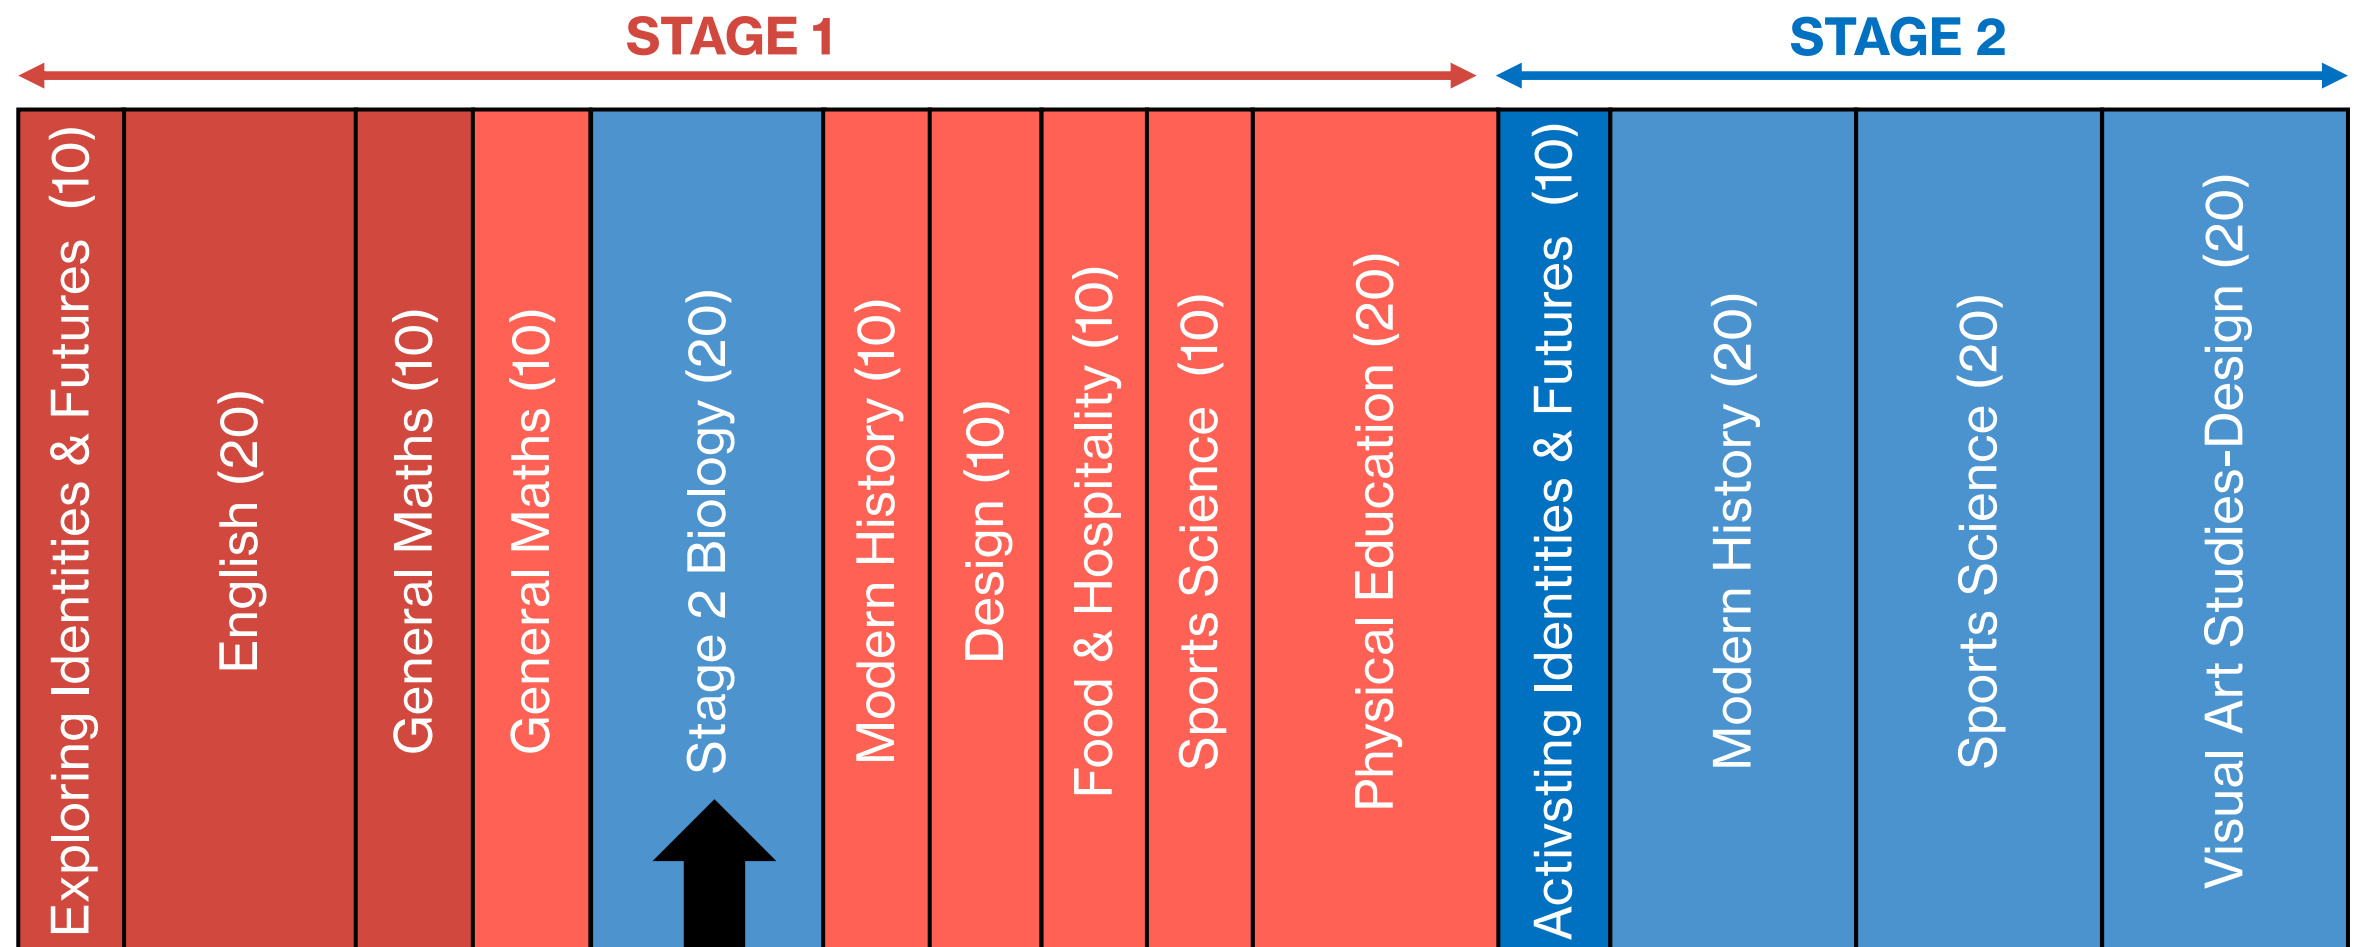 STAGE 1
STAGE 2
Exploring Identities & Futures (10)
English (20)
General Maths (10)
General Maths (10)
Stage 2 Biology (20)
Modern History (10)
Design (10)
Food & Hospitality (10)
Sports Science (10)
Physical Education (20)
Activsting Identities & Futures (10)
Modern History (20)
Sports Science (20)
Visual Art Studies-Design (20)